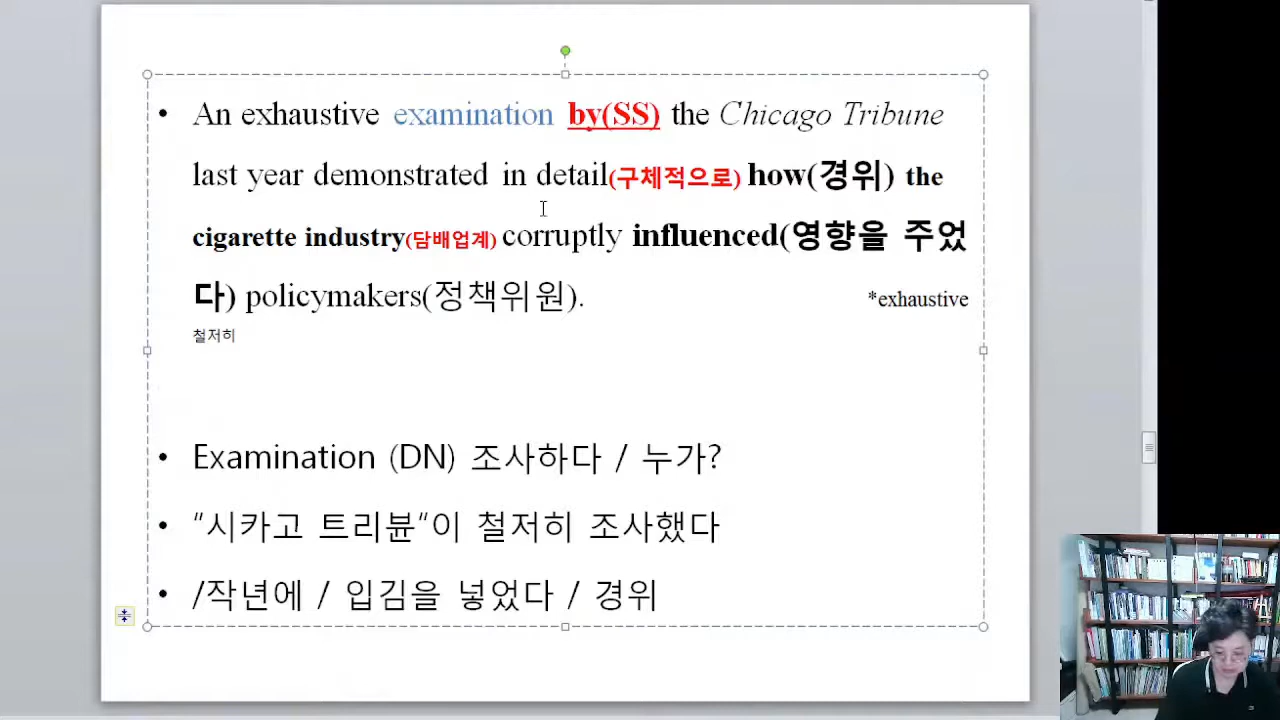 • An exhaustive examination by(SS) the Chicago Tribune
last year demonstrated in detail(구체적으로) how(경위) the
cigarette industry(담배업계) corruptly influenced(영향을 주었
다) policymakers(정책위원). *exhaustive
철저히
• Examination (DN) 조사하다 / 누가?
• "시카고 트리뷴"이 철저히 조사했다
• /작년에 / 입김을 넣었다 / 경위